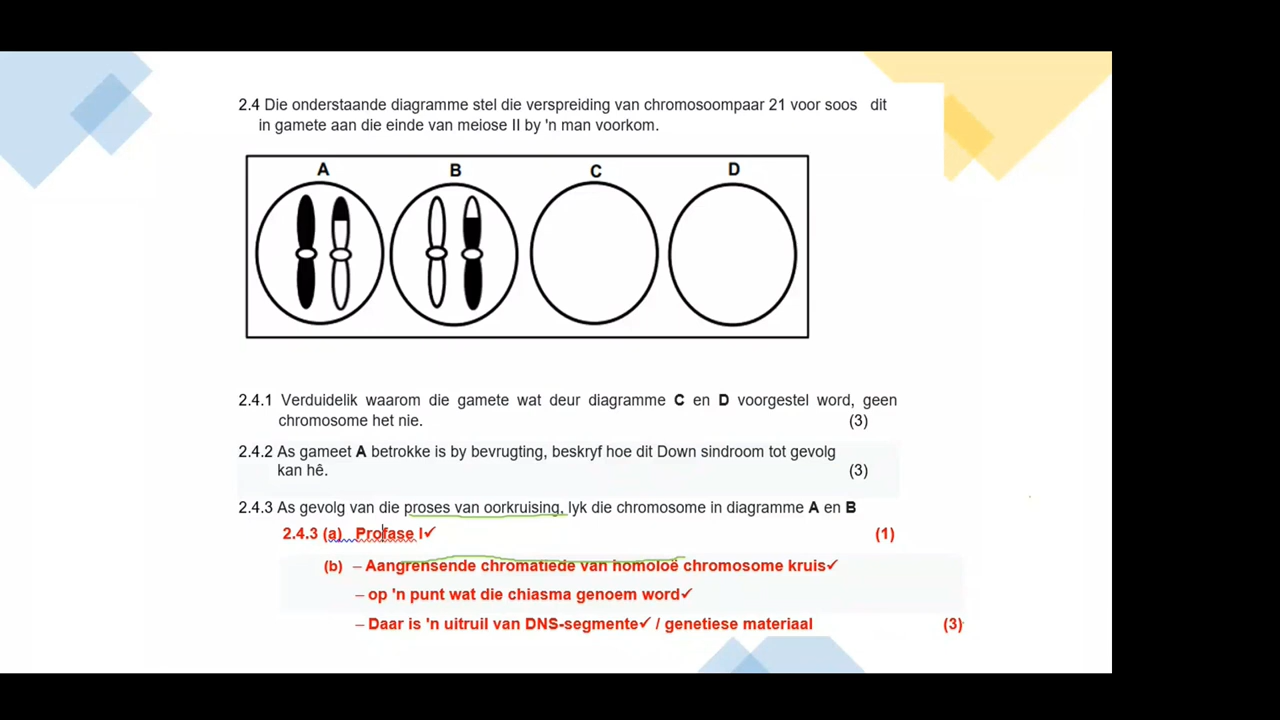 2.4 Die onderstaande diagramme stel die verspreiding van chromosoompaar 21 voor soos dit
in gamete aan die einde van meiose II by 'n man voorkom.
A B C D
2.4.1 Verduidelik waarom die gamete wat deur diagramme C en D voorgestel word, geen
chromosome het nie. (3)
2.4.2 As gameet A betrokke is by bevrugting, beskryf hoe dit Down sindroom tot gevolg
kan hê. (3)
2.4.3 As gevolg van die proses van oorkruising, lyk die chromosome in diagramme A en B
2.4.3 (a) Profase I✓ (1)
(b) – Aangrensende chromatiede van homoloë chromosome kruis✓
– op 'n punt wat die chiasma genoem word✓
– Daar is 'n uitruil van DNS-segmente✓ / genetiese materiaal (3)